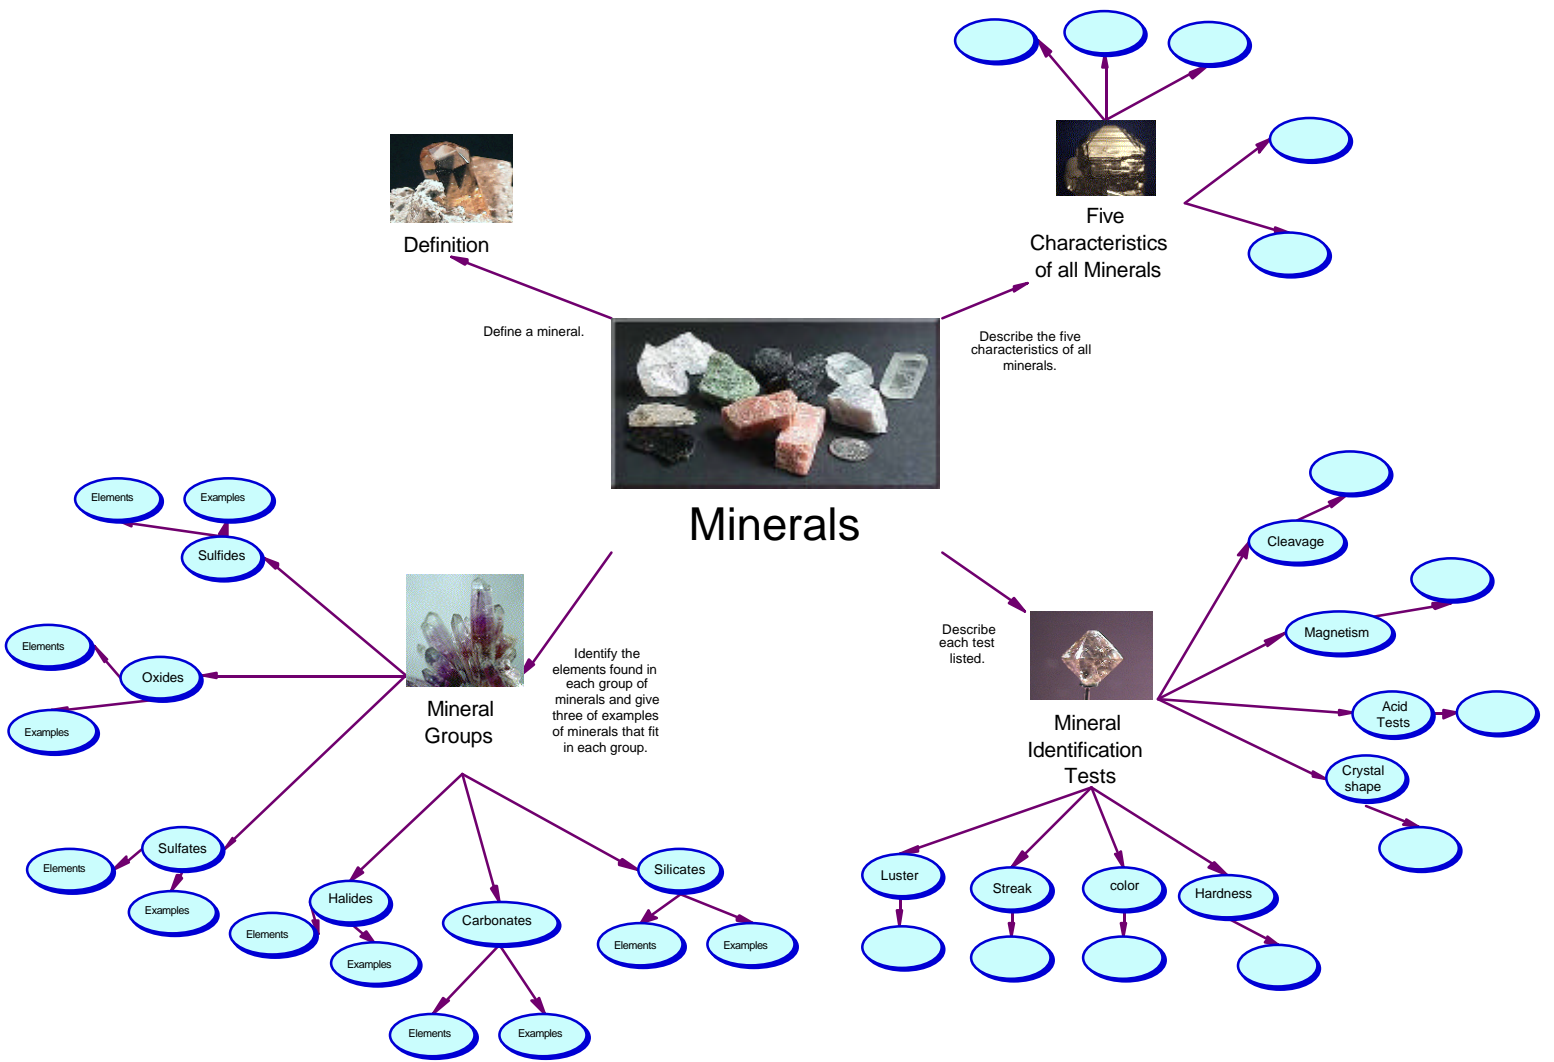 Definition
Five
Characteristics
of all Minerals
Define a mineral.
Describe the five
characteristics of all
minerals.
Minerals
Elements
Examples
Sulfides
Cleavage
Elements
Oxides
Examples
Magnetism
Describe
each test
listed.
Identify the
elements found in
each group of
minerals and give
three of examples
of minerals that fit
in each group.
Mineral
Groups
Mineral
Identification
Tests
Acid
Tests
Crystal
shape
Sulfates
Elements
Examples
Halides
Elements
Examples
Carbonates
Elements
Examples
Silicates
Elements
Examples
Luster
Streak
color
Hardness